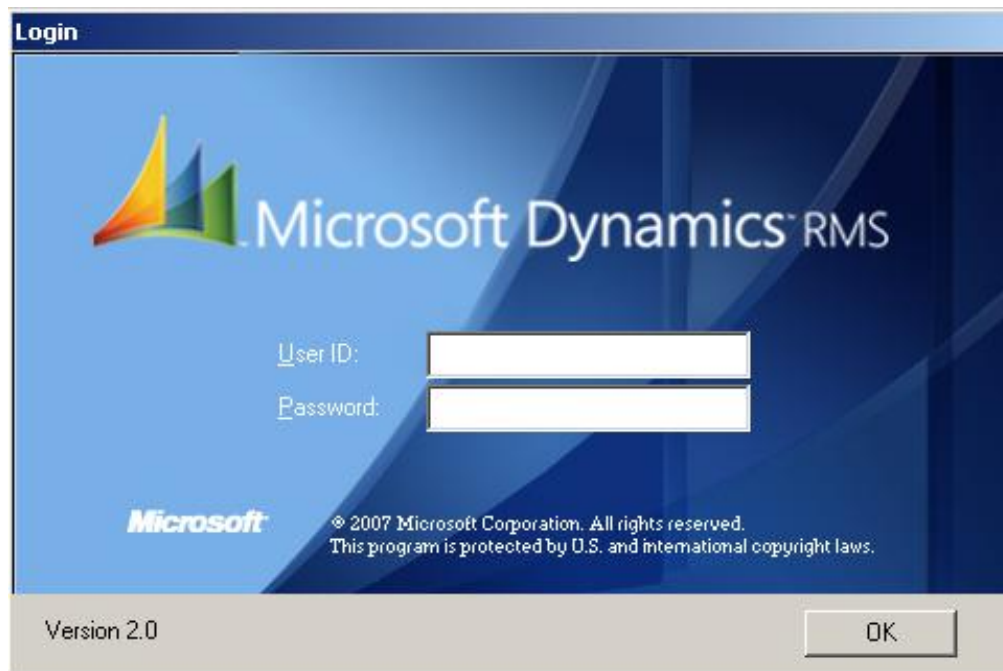 Login
Microsoft Dynamics™ RMS
User ID:
Password:
Microsoft®
© 2007 Microsoft Corporation. All rights reserved.
This program is protected by U.S. and international copyright laws.
Version 2.0
OK